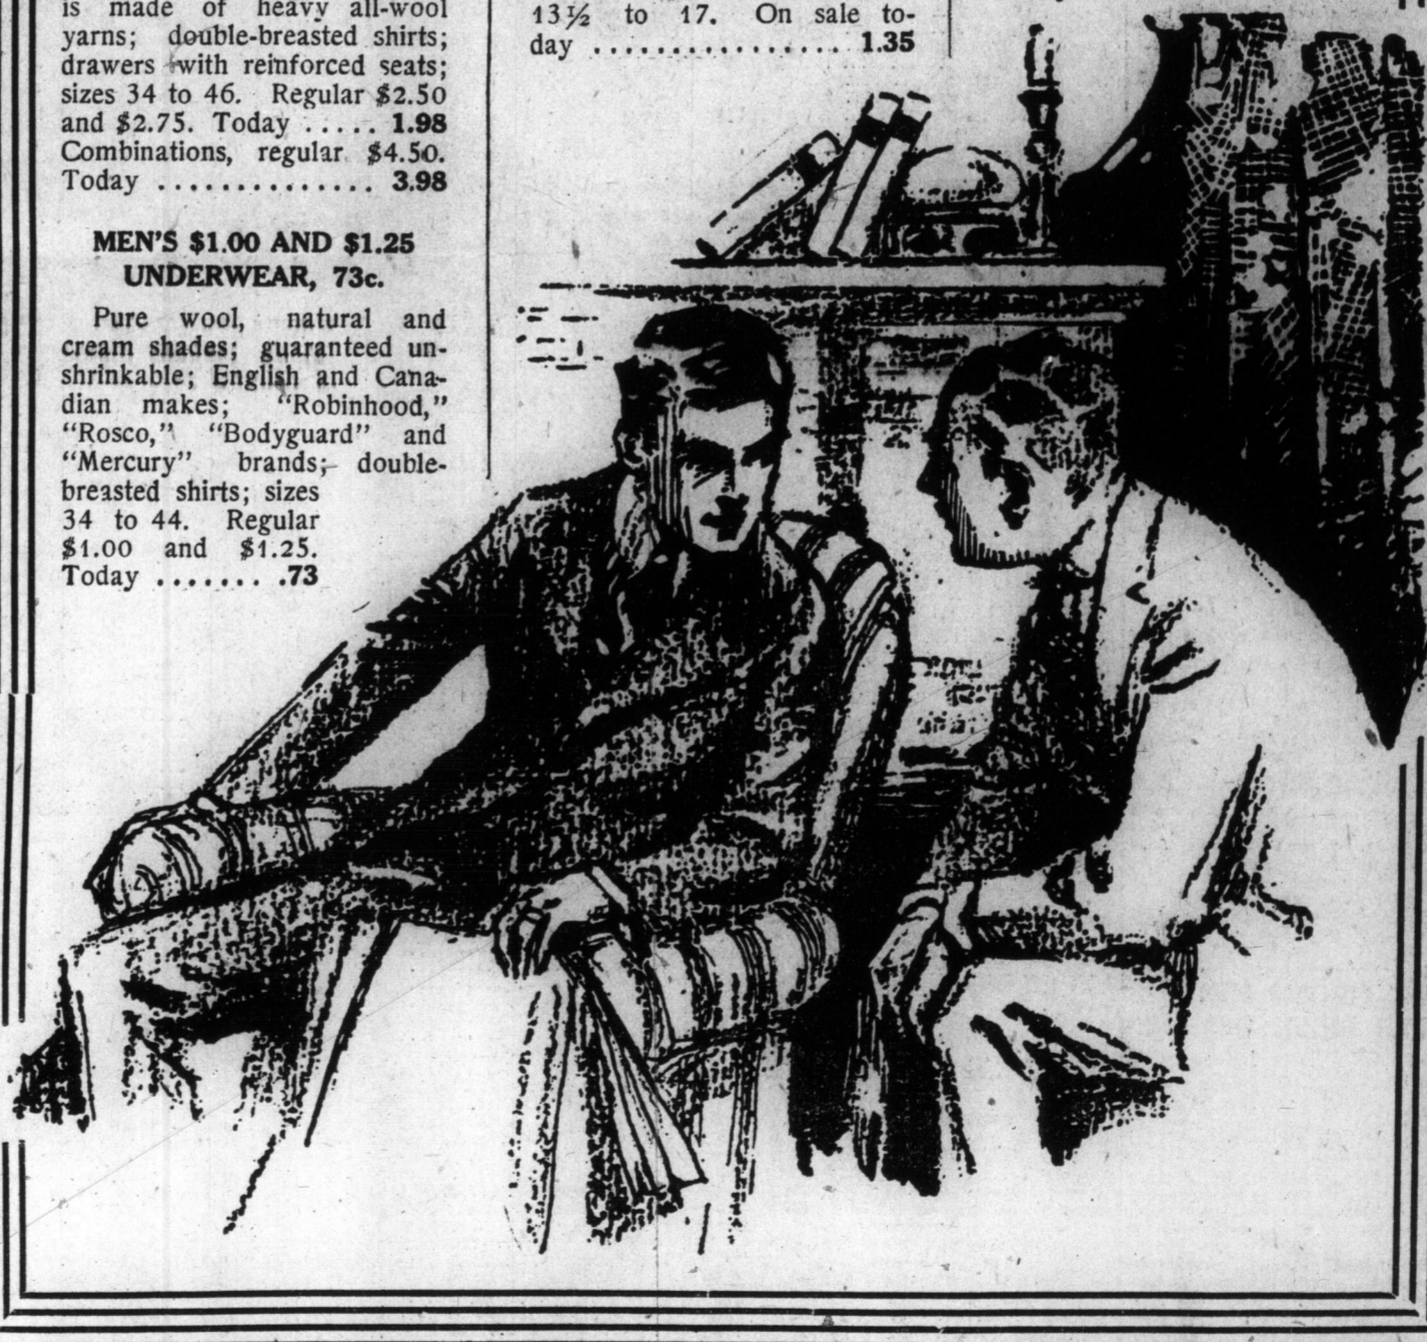 is made of heavy all-wool
yarns; double-breasted shirts;
drawers with reinforced seats;
sizes 34 to 46. Regular $2.50
and $2.75. Today ..... 1.98
Combinations, regular $4.50.
Today .............. 3.98
MEN'S $1.00 AND $1.25
UNDERWEAR, 73c.
Pure wool, natural and
cream shades; guaranteed un-
shrinkable; English and Cana-
dian makes; "Robinhood,"
"Rosco," "Bodyguard" and
"Mercury" brands; double-
breasted shirts; sizes
34 to 44. Regular
$1.00 and $1.25.
Today ........ .73
13½ to 17. On sale to-
day ................ 1.35